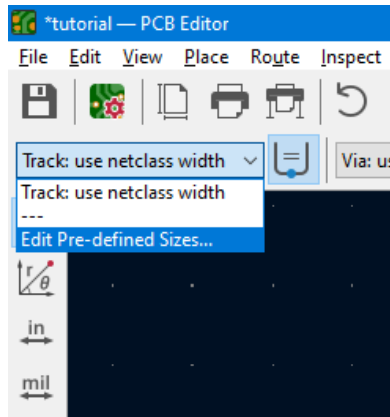 *tutorial — PCB Editor
File Edit View Place Route Inspect
Track: use netclass width
Via: us
Track: use netclass width
---
Edit Pre-defined Sizes...
r
θ
in
mil